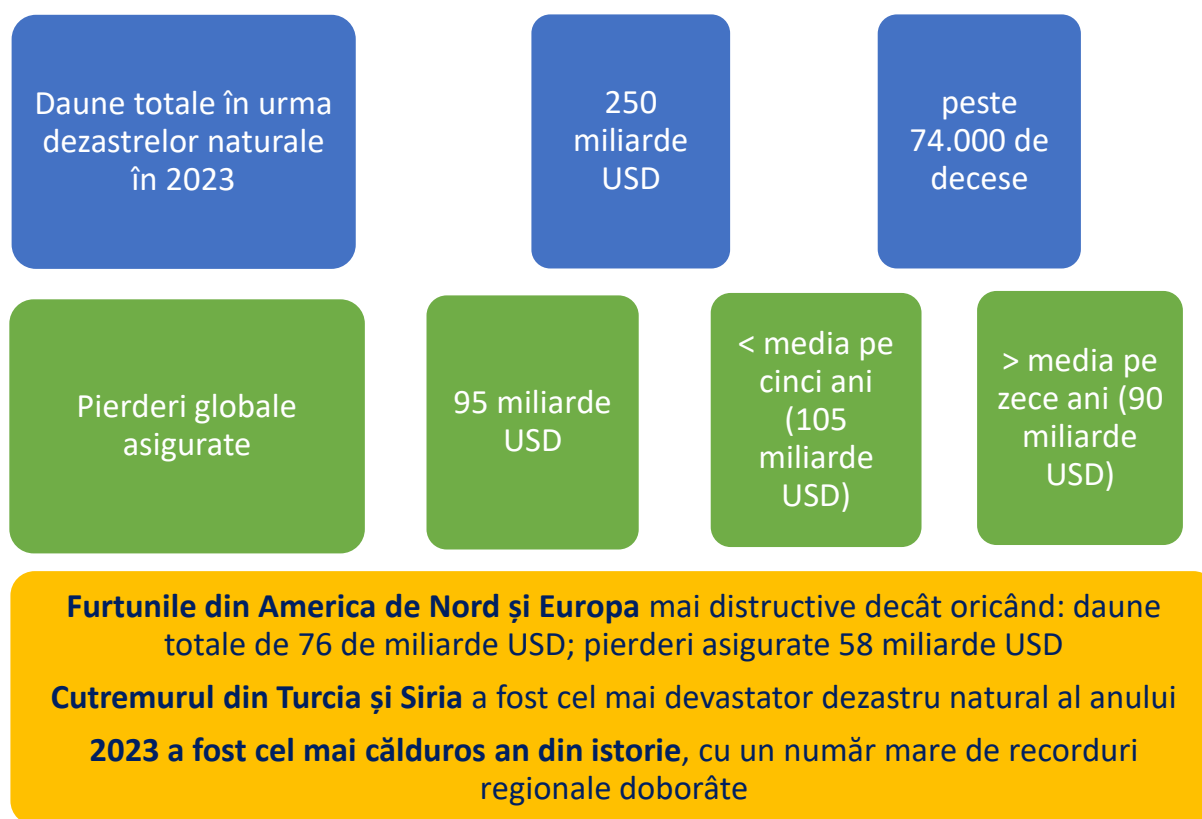 Daune totale în urma
dezastrelor naturale
în 2023
250
miliarde
USD
peste
74.000 de
decese
Pierderi globale
asigurate
95 miliarde
USD
< media pe
cinci ani
(105
miliarde
USD)
> media pe
zece ani (90
miliarde
USD)
Furtunile din America de Nord și Europa mai distructive decât oricând: daune
totale de 76 de miliarde USD; pierderi asigurate 58 miliarde USD
Cutremurul din Turcia și Siria a fost cel mai devastator dezastru natural al anului
2023 a fost cel mai călduros an din istorie, cu un număr mare de recorduri
regionale doborâte